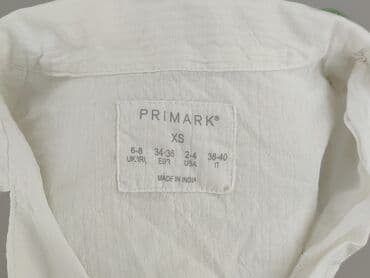 PRIMARK®
XS
6-8 34-36 2-4 38-40
UK/IRL EUR USA IT
MADE IN INDIA